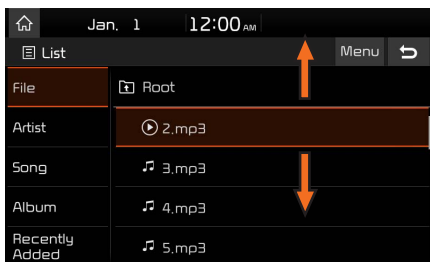 Jan. 1 12:00 AM
List Menu
File
Root
Artist
2.mp3
Song
3.mp3
Album
4.mp3
Recently
Added
5.mp3